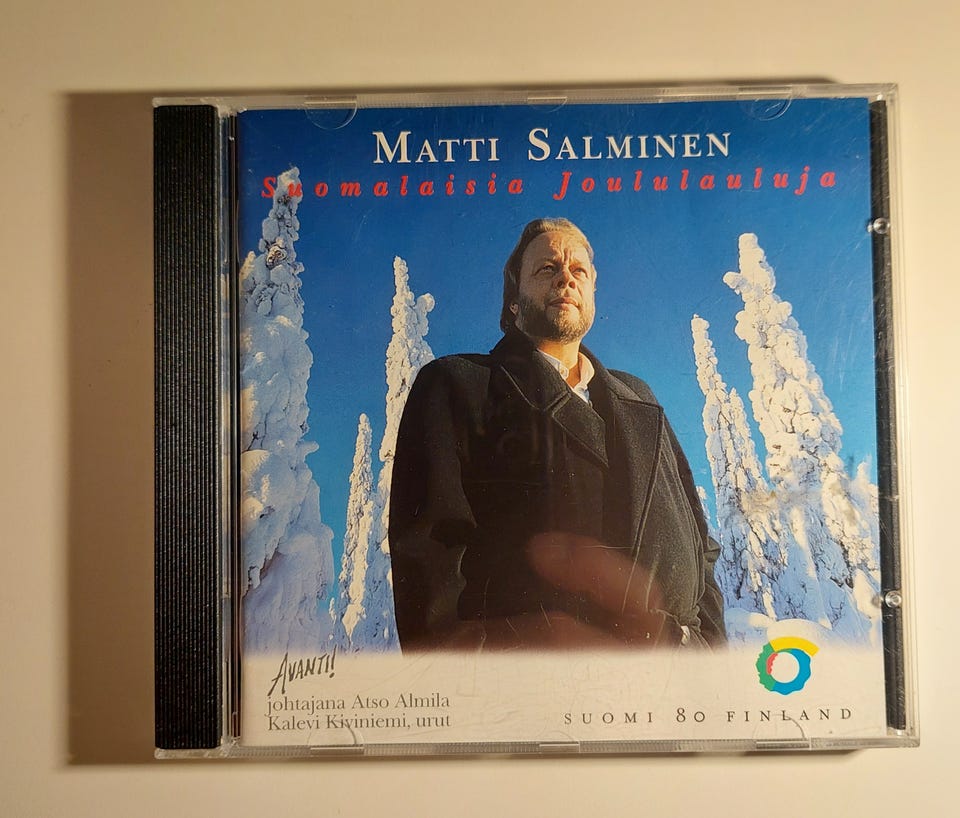 MATTI SALMINEN
Suomalaisia Joululauluja
AVANTI!
johtajana Atso Almila
Kalevi Kiviniemi, urut
SUOMI 80 FINLAND